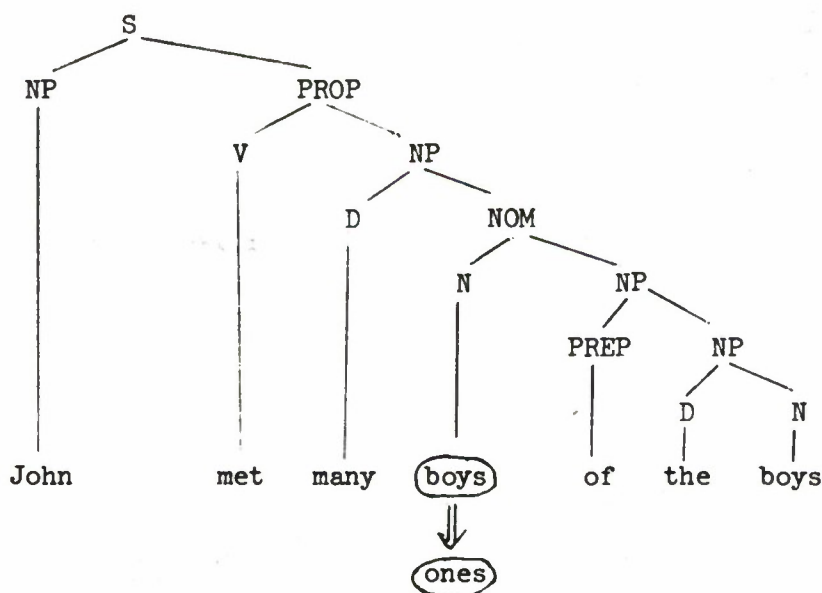 S
NP PROP
V NP
D NOM
N NP
PREP NP
D N
John met many boys of the boys
ones